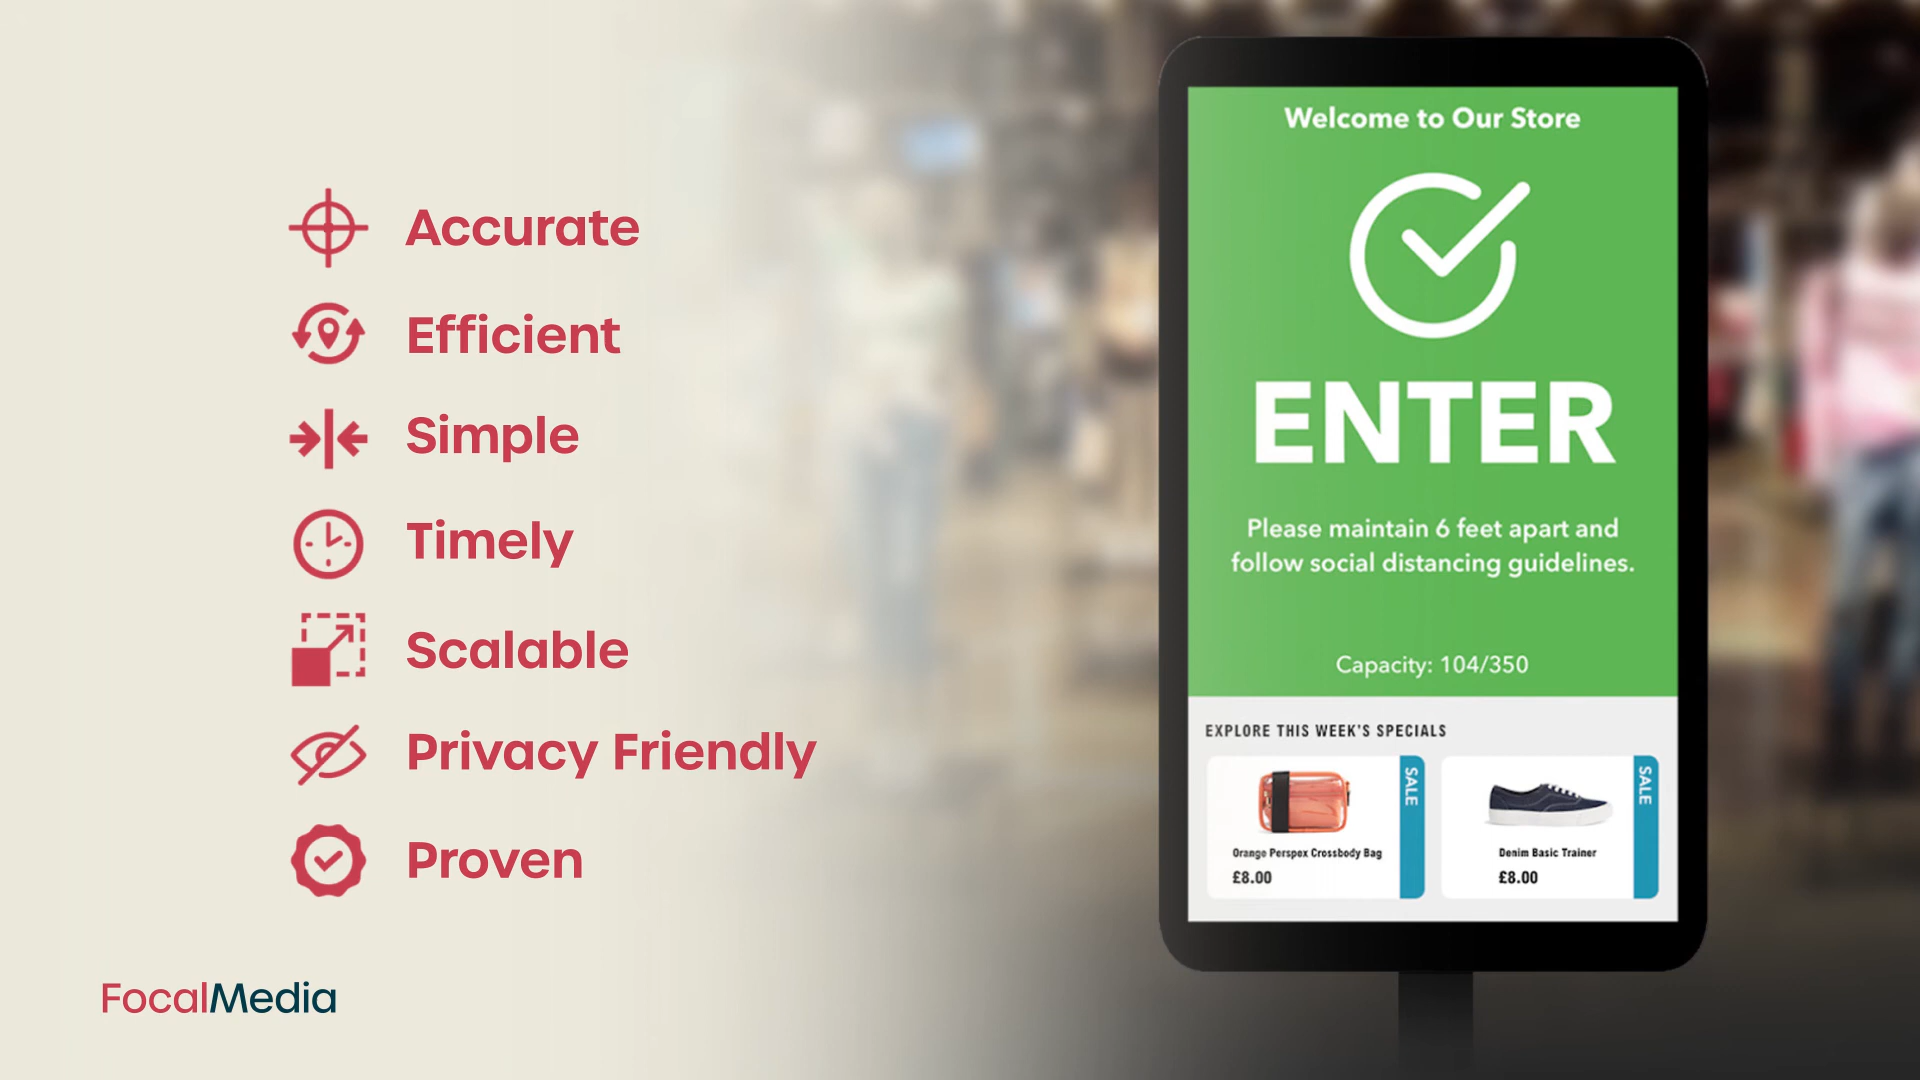 Accurate
Efficient
Simple
Timely
Scalable
Privacy Friendly
Proven
FocalMedia
Welcome to Our Store
ENTER
Please maintain 6 feet apart and
follow social distancing guidelines.
Capacity: 104/350
EXPLORE THIS WEEK'S SPECIALS
SALE
Orange Perspex Crossbody Bag
£8.00
SALE
Denim Basic Trainer
£8.00